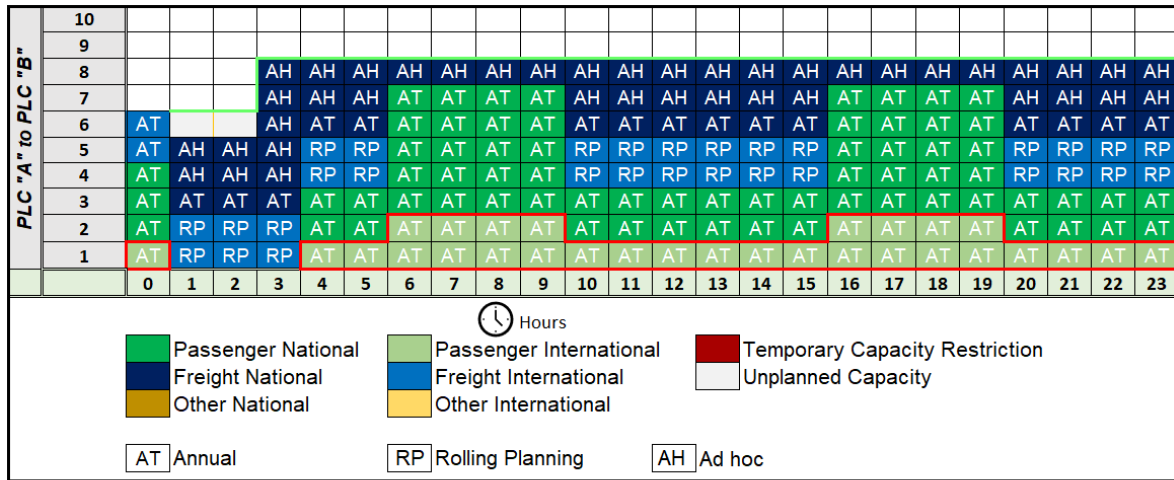 PLC "A" to PLC "B"
10
9
8 AH AH AH AH AH AH AH AH AH AH AH AH AH AH AH AH AH AH AH AH AH
7 AH AH AH AT AT AT AT AH AH AH AH AH AH AT AT AT AT AH AH AH AH
6 AT AH AT AT AT AT AT AT AT AT AT AT AT AT AT AT AT AT AT AT AT AT
5 AT AH AH AH RP RP AT AT AT AT RP RP RP RP RP RP AT AT AT AT RP RP RP RP
4 AT AH AH AH RP RP AT AT AT AT RP RP RP RP RP RP AT AT AT AT RP RP RP RP
3 AT AT AT AT AT AT AT AT AT AT AT AT AT AT AT AT AT AT AT AT AT AT AT AT
2 AT RP RP RP AT AT AT AT AT AT AT AT AT AT AT AT AT AT AT AT AT AT AT AT
1 AT RP RP RP AT AT AT AT AT AT AT AT AT AT AT AT AT AT AT AT AT AT AT AT
0 1 2 3 4 5 6 7 8 9 10 11 12 13 14 15 16 17 18 19 20 21 22 23
Hours
Passenger National Passenger International Temporary Capacity Restriction
Freight National Freight International Unplanned Capacity
Other National Other International
AT Annual RP Rolling Planning AH Ad hoc